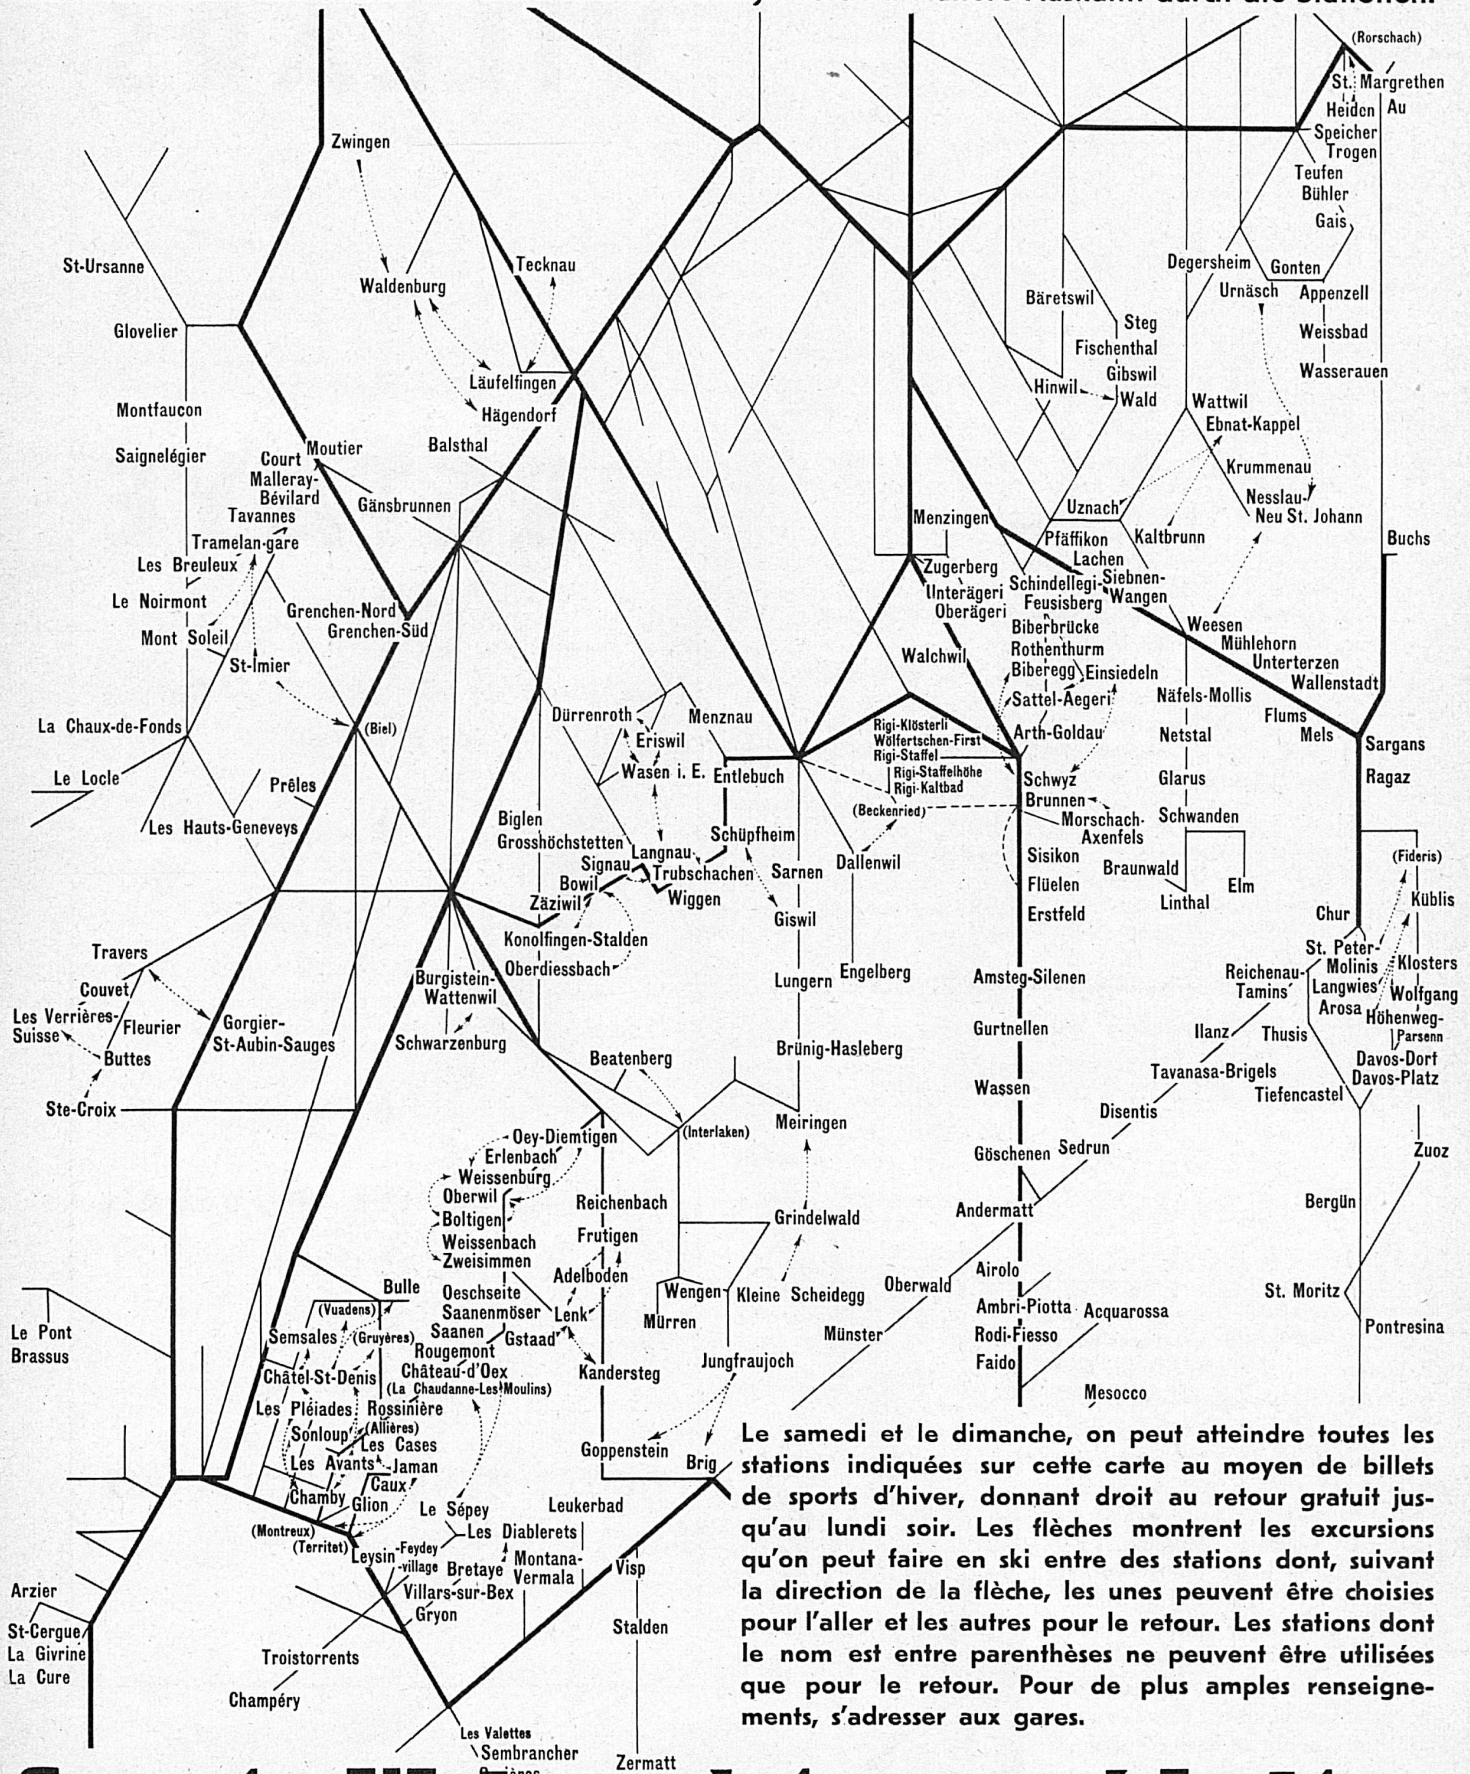 (Rorschach)
St. Margrethen
Heiden
Au
Speicher
Trogen
Teufen
Bühler
Gais
Zwingen
Degersheim
Gonten
Urnäsch
Appenzell
Weissbad
Wasserauen
St-Ursanne
Tecknau
Waldenburg
Glovelier
Läufelfingen
Hägendorf
Bäretswil
Steg
Fischenthal
Gibswil
Hinwil
Wald
Wattwil
Ebnat-Kappel
Krummenau
Nesslau-
Neu St. Johann
Montfaucon
Saignelégier
Moutier
Court
Malleray-
Bévilard
Tavannes
Tramelan-gare
Balsthal
Gänsbrunnen
Les Breuleux
Le Noirmont
Mont Soleil
St-Imier
Grenchen-Nord
Grenchen-Süd
Menzingen
Zugerberg
Unterägeri
Oberägeri
Walchwil
Uznach
Kaltbrunn
Pfäffikon
Lachen
Siebnen-
Wangen
Schindellegi-
Feusisberg
Biberbrücke
Rothenthurm
Biberegg
Einsiedeln
Sattel-Aegeri
Arth-Goldau
Buchs
Weesen
Mühlehorn
Unterterzen
Wallenstadt
Flums
Mels
Sargans
Ragaz
Näfels-Mollis
Netstal
Glarus
Schwanden
Braunwald
Elm
Linthal
La Chaux-de-Fonds
(Biel)
Le Locle
Prêles
Les Hauts-Geneveys
Dürrenroth
Menznau
Eriswil
Wasen i. E.
Entlebuch
Rigi-Klösterli
Wölfertschen-First
Rigi-Staffel
Rigi-Staffelhöhe
Rigi-Kaltbad
(Beckenried)
Schwyz
Brunnen
Morschach-
Axenfels
Sisikon
Flüelen
Erstfeld
Biglen
Grosshöchstetten
Signau
Langnau
Schüpfheim
Trubschachen
Bowil
Zäziwil
Wiggen
Sarnen
Dallenwil
Giswil
Konolfingen-Stalden
Oberdiessbach
Lungern
Engelberg
(Fideris)
Küblis
Chur
St. Peter-
Molinis
Langwies
Arosa
Klosters
Wolfgang
Höhenweg-
Parsenn
Davos-Dorf
Davos-Platz
Reichenau-
Tamins
Ilanz
Thusis
Tavanasa-Brigels
Tiefencastel
Disentis
Sedrun
Zuoz
Bergün
St. Moritz
Pontresina
Travers
Couvet
Les Verrières-
Suisse
Fleurier
Buttes
Gorgier-
St-Aubin-Sauges
Ste-Croix
Burgistein-
Wattenwil
Schwarzenburg
Beatenberg
Brünig-Hasleberg
Meiringen
(Interlaken)
Amsteg-Silenen
Gurtnellen
Wassen
Göschenen
Andermatt
Airolo
Oberwald
Ambri-Piotta
Acquarossa
Rodi-Fiesso
Faido
Münster
Mesocco
Oey-Diemtigen
Erlenbach
Weissenburg
Oberwil
Boltigen
Weissenbach
Zweisimmen
Reichenbach
Frutigen
Adelboden
Grindelwald
Wengen
Kleine Scheidegg
Mürren
Jungfraujoch
Oeschseite
Saanenmöser
Saanen
Gstaad
Lenk
Rougemont
Château-d'Oex
(La Chaudanne-Les Moulins)
Kandersteg
Goppenstein
Brig
Bulle
(Vuadens)
Semsales
(Gruyères)
Châtel-St-Denis
Les Pléiades
Rossinière
(Allières)
Sonloup
Les Cases
Les Avants
Jaman
Caux
Chamby
Glion
(Montreux)
(Territet)
Le Pont
Brassus
Le Sépey
Leukerbad
Les Diablerets
Leysin-Feydey
-village
Bretaye
Montana-
Vermala
Villars-sur-Bex
Gryon
Visp
Stalden
Zermatt
Arzier
St-Cergue
La Givrine
La Cure
Troistorrents
Champéry
Les Valettes
Sembrancher
Le samedi et le dimanche, on peut atteindre toutes les
stations indiquées sur cette carte au moyen de billets
de sports d'hiver, donnant droit au retour gratuit jus-
qu'au lundi soir. Les flèches montrent les excursions
qu'on peut faire en ski entre des stations dont, suivant
la direction de la flèche, les unes peuvent être choisies
pour l'aller et les autres pour le retour. Les stations dont
le nom est entre parenthèses ne peuvent être utilisées
que pour le retour. Pour de plus amples renseigne-
ments, s'adresser aux gares.